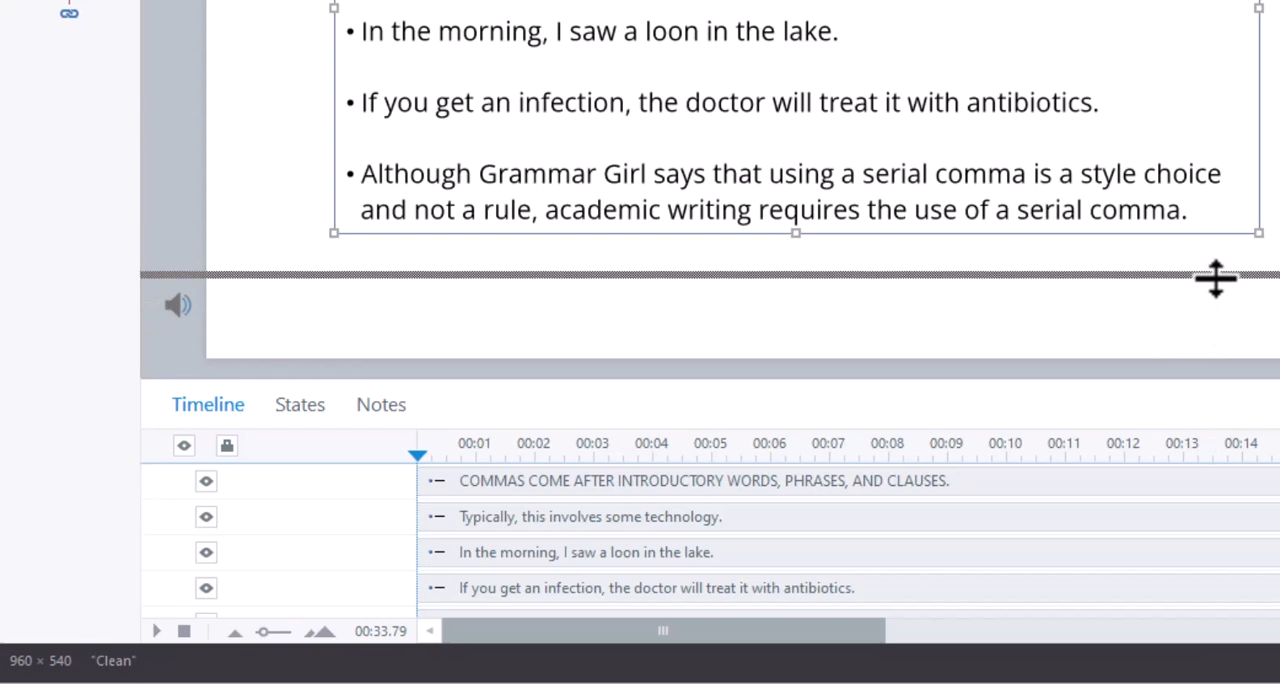 • In the morning, I saw a loon in the lake.
• If you get an infection, the doctor will treat it with antibiotics.
• Although Grammar Girl says that using a serial comma is a style choice
and not a rule, academic writing requires the use of a serial comma.
Timeline States Notes
00:01 00:02 00:03 00:04 00:05 00:06 00:07 00:08 00:09 00:10 00:11 00:12 00:13 00:14
COMMAS COME AFTER INTRODUCTORY WORDS, PHRASES, AND CLAUSES.
Typically, this involves some technology.
In the morning, I saw a loon in the lake.
If you get an infection, the doctor will treat it with antibiotics.
00:33.79
960 × 540 "Clean"